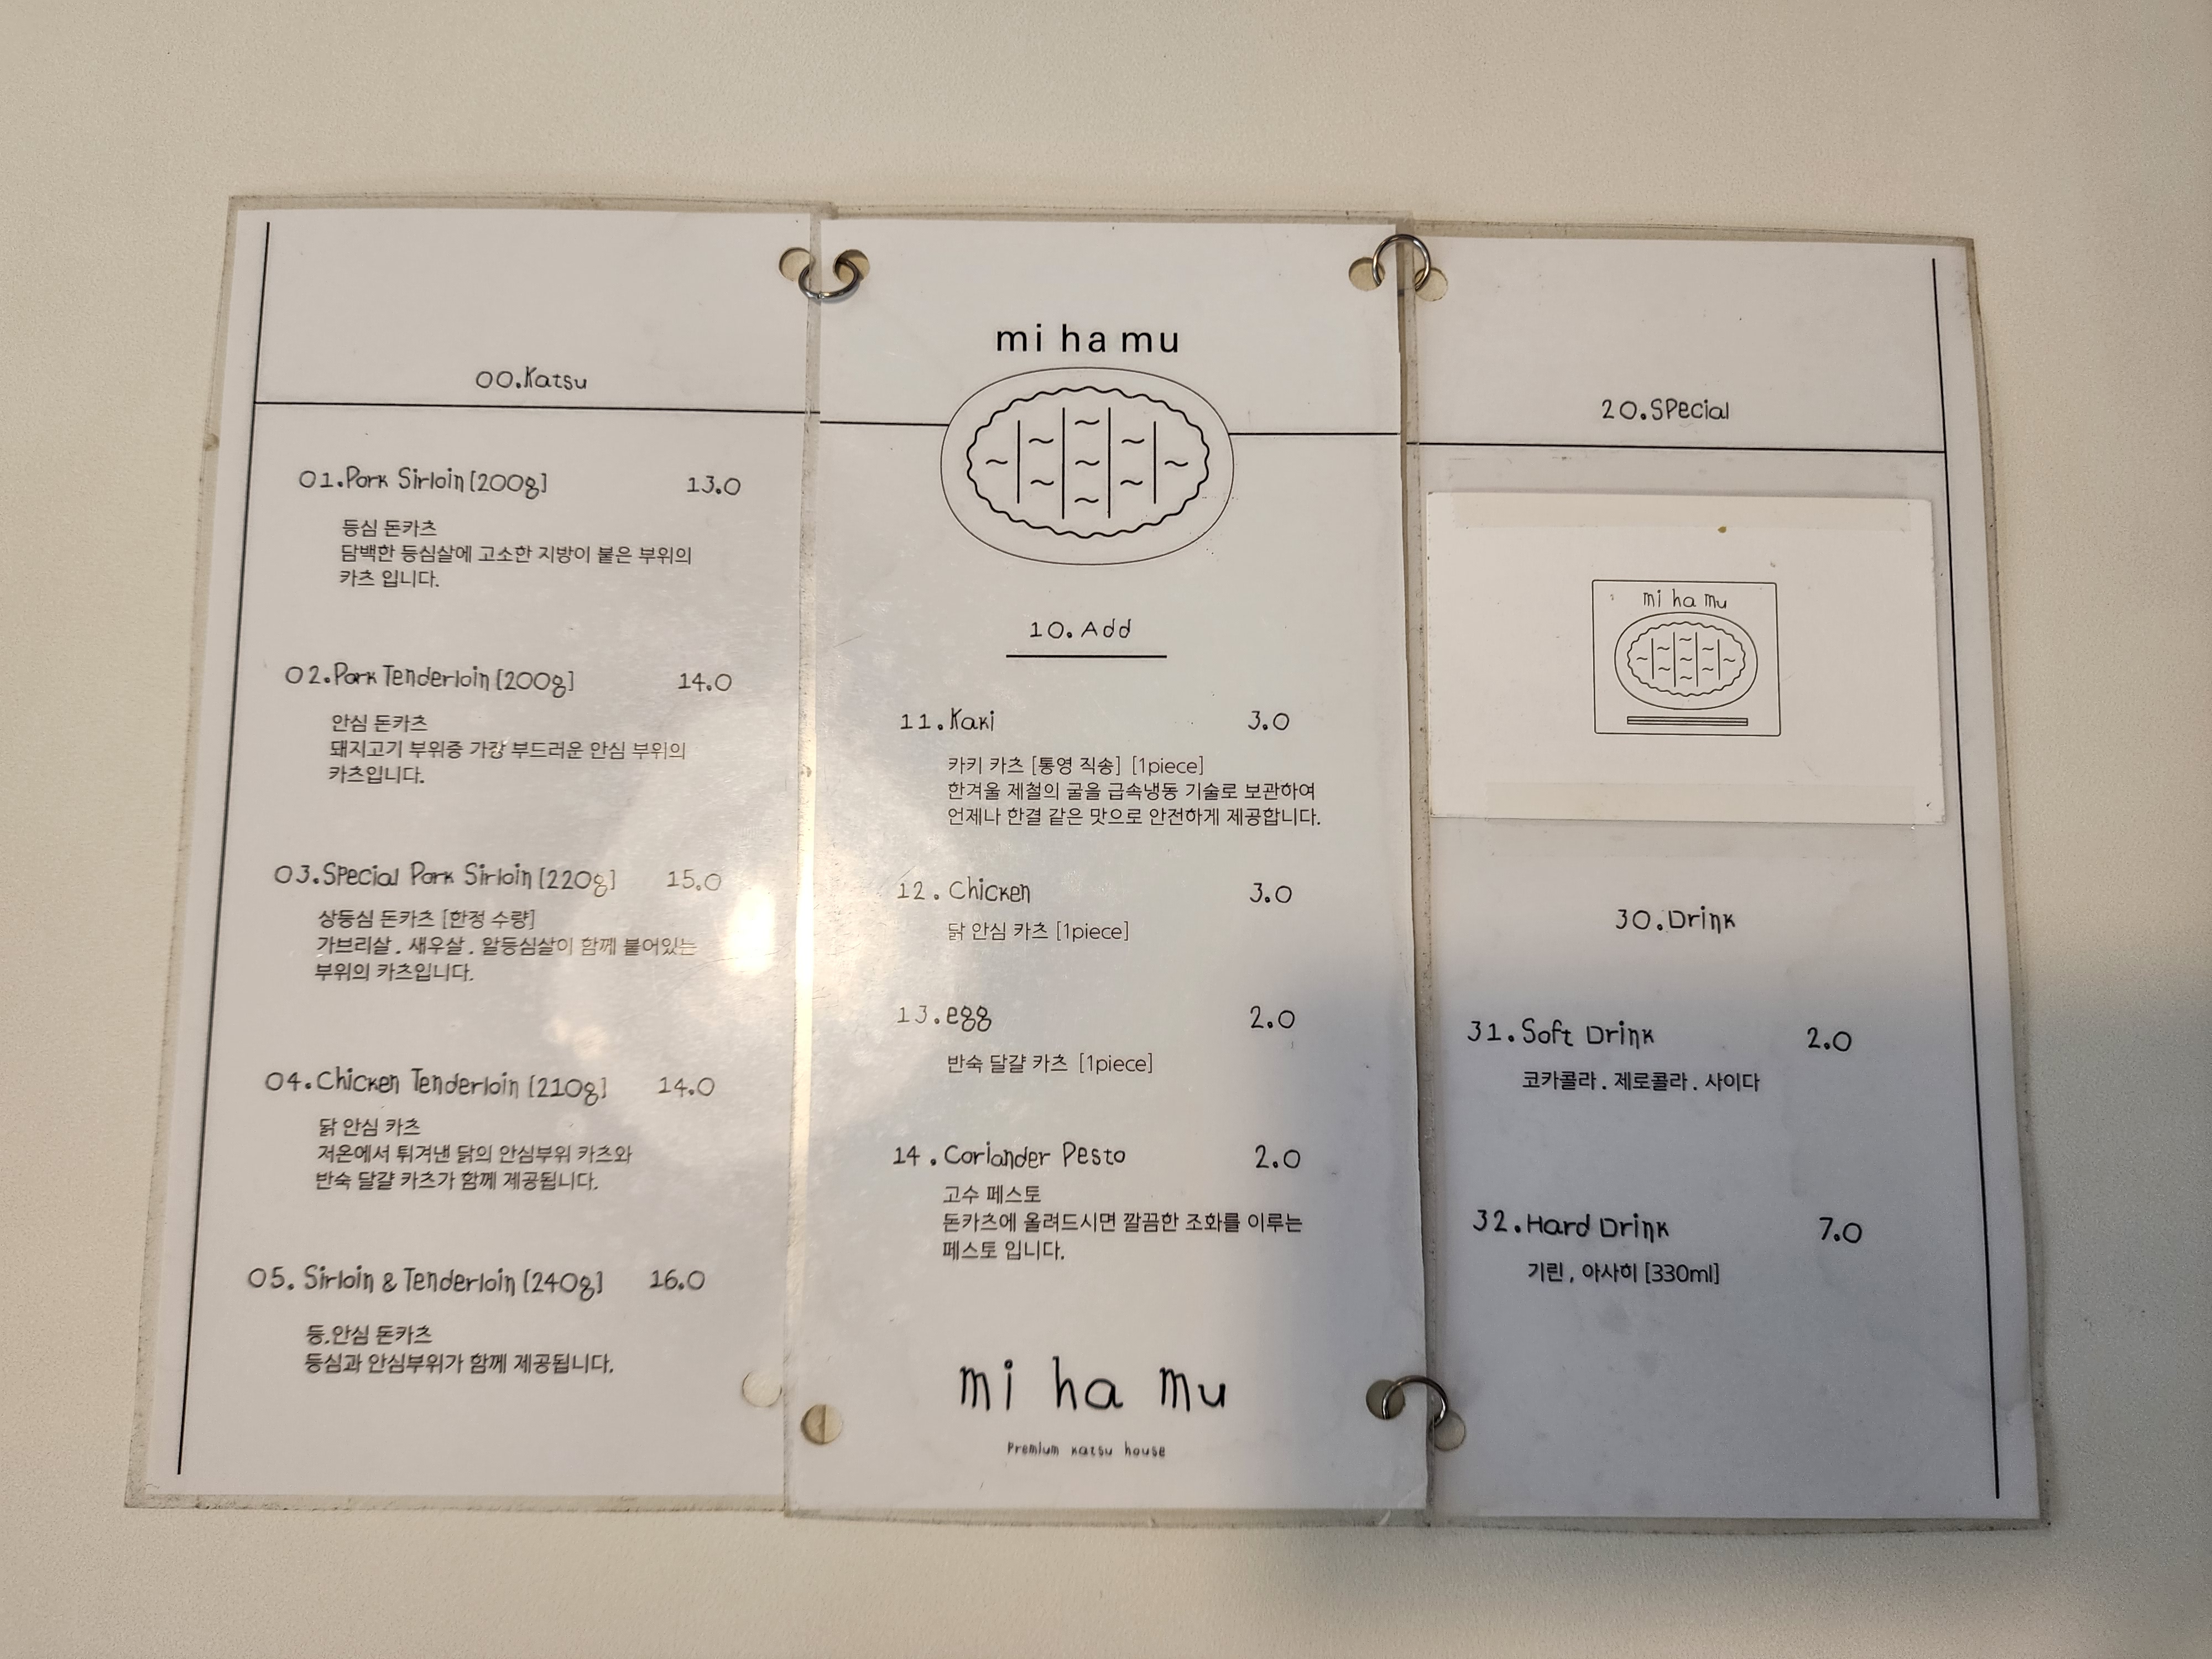 00.Katsu
01.Pork Sirloin [200g] 13.0
등심 돈카츠
담백한 등심살에 고소한 지방이 붙은 부위의
카츠 입니다.
02.Pork Tenderloin [200g] 14.0
안심 돈카츠
돼지고기 부위중 가장 부드러운 안심 부위의
카츠입니다.
03.Special Pork Sirloin [220g] 15.0
상등심 돈카츠 [한정 수량]
가브리살 . 새우살 . 알등심살이 함께 붙어있는
부위의 카츠입니다.
04.Chicken Tenderloin [210g] 14.0
닭 안심 카츠
저온에서 튀겨낸 닭의 안심부위 카츠와
반숙 달걀 카츠가 함께 제공됩니다.
05. Sirloin & Tenderloin [240g] 16.0
등.안심 돈카츠
등심과 안심부위가 함께 제공됩니다.
mi ha mu
10. Add
11.Kaki 3.0
카키 카츠 [통영 직송] [1piece]
한겨울 제철의 굴을 급속냉동 기술로 보관하여
언제나 한결 같은 맛으로 안전하게 제공합니다.
12. Chicken 3.0
닭 안심 카츠 [1piece]
13.egg 2.0
반숙 달걀 카츠 [1piece]
14. Coriander Pesto 2.0
고수 페스토
돈카츠에 올려드시면 깔끔한 조화를 이루는
페스토 입니다.
mi ha mu
Premium katsu house
20.Special
mi ha mu
30.Drink
31. Soft Drink 2.0
코카콜라 . 제로콜라 . 사이다
32.Hard Drink 7.0
기린 , 아사히 [330ml]